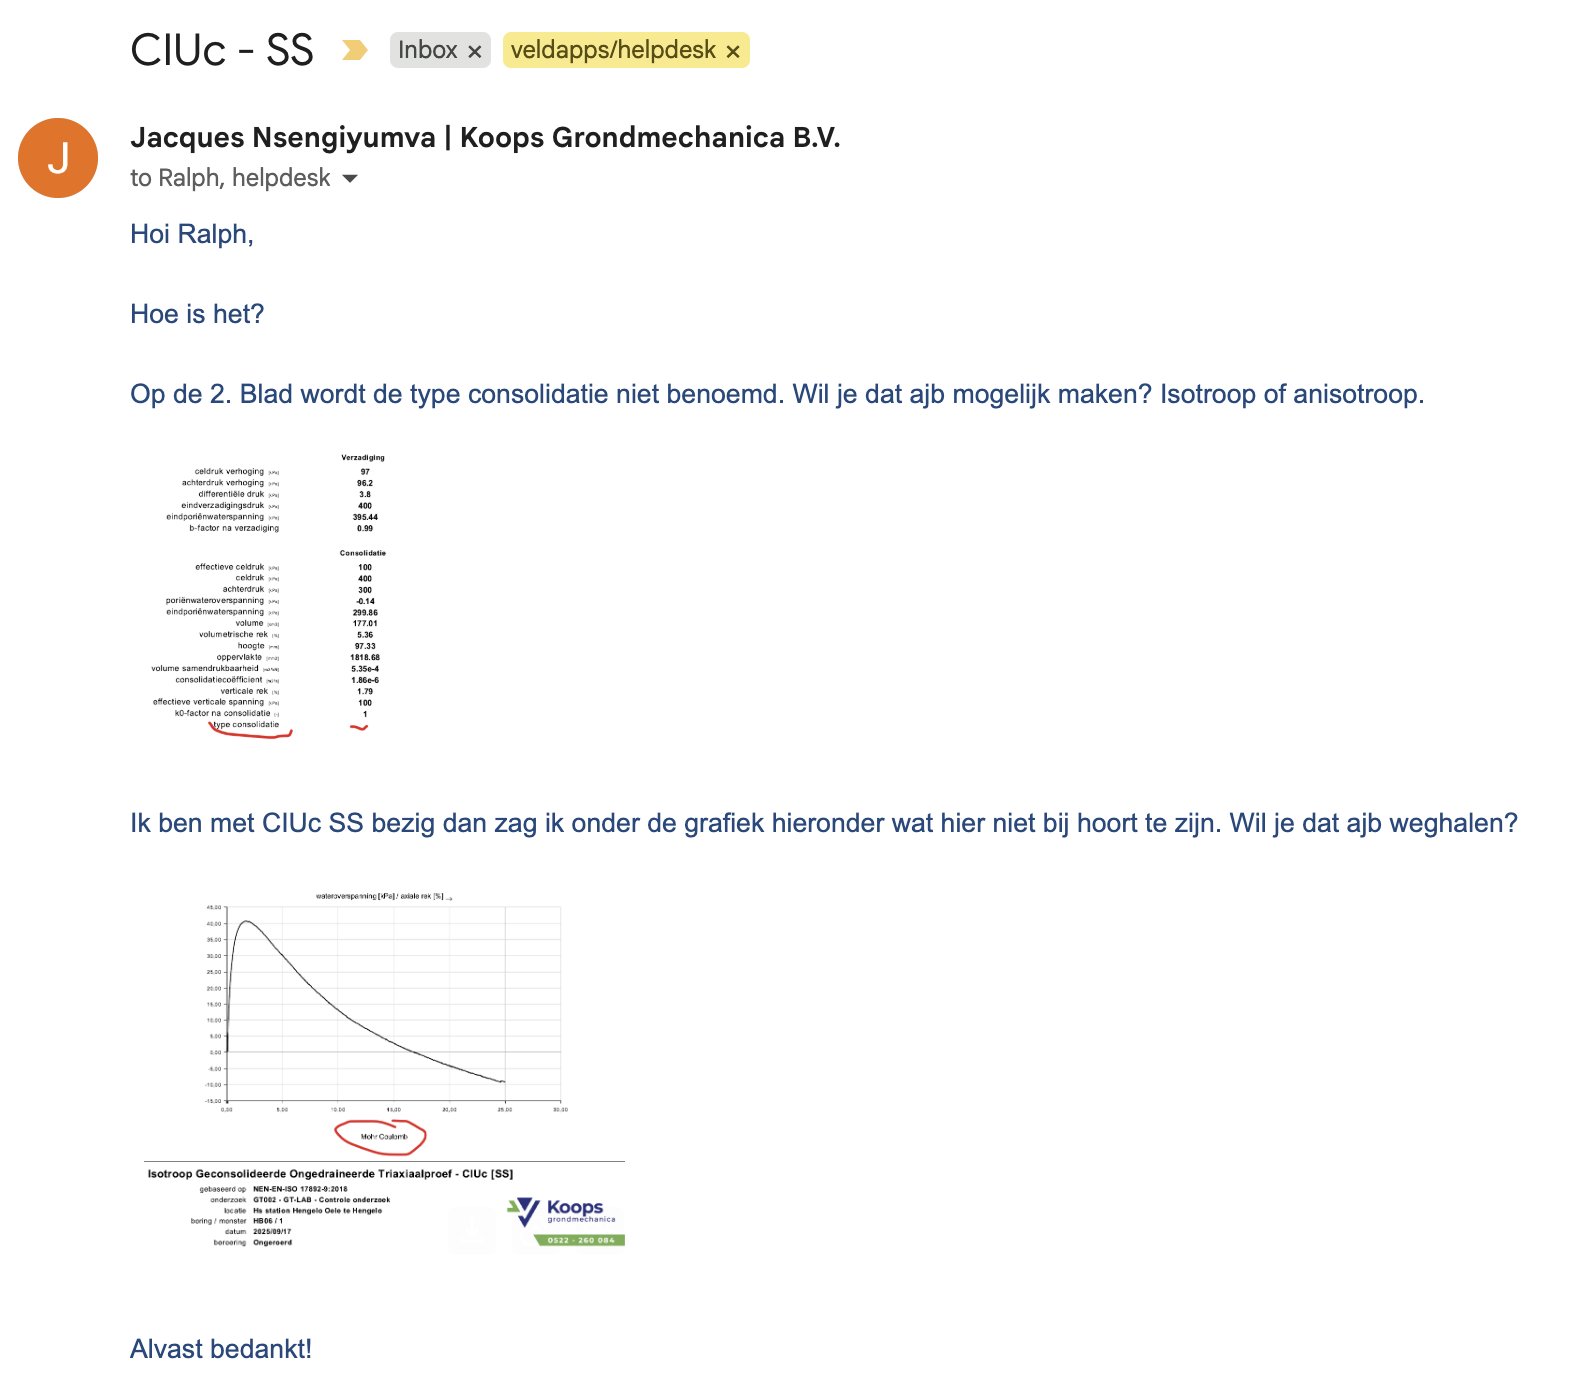 CIUc - SS Inbox × veldapps/helpdesk ×
J
Jacques Nsengiyumva | Koops Grondmechanica B.V.
to Ralph, helpdesk
Hoi Ralph,
Hoe is het?
Op de 2. Blad wordt de type consolidatie niet benoemd. Wil je dat ajb mogelijk maken? Isotroop of anisotroop.
Verzadiging
celdruk verhoging [kPa] 97
achterdruk verhoging [kPa] 96.2
differentiële druk [kPa] 3.8
eindverzadigingsdruk [kPa] 400
eindporiënwaterspanning [kPa] 395.44
b-factor na verzadiging 0.99
Consolidatie
effectieve celdruk [kPa] 100
celdruk [kPa] 400
achterdruk [kPa] 300
poriënwateroverspanning [kPa] -0.14
eindporiënwaterspanning [kPa] 299.86
volume 177.01
volumetrische rek [%] 5.36
hoogte [mm] 97.33
oppervlakte [mm2] 1818.68
volume samendrukbaarheid 5.35e-4
consolidatiecoëfficient 1.86e-6
verticale rek [%] 1.79
effectieve verticale spanning [kPa] 100
k0-factor na consolidatie [-] 1
type consolidatie
Ik ben met CIUc SS bezig dan zag ik onder de grafiek hieronder wat hier niet bij hoort te zijn. Wil je dat ajb weghalen?
wateroverspanning [kPa] / axiale rek [%] →
45.00
40.00
35.00
30.00
25.00
20.00
15.00
10.00
5.00
0.00
-5.00
-10.00
-15.00
0.00 5.00 10.00 15.00 20.00 25.00 30.00
Mohr Coulomb
Isotroop Geconsolideerde Ongedraineerde Triaxiaalproef - CIUc [SS]
gebaseerd op NEN-EN-ISO 17892-9:2018
onderzoek GT002 - GT-LAB - Controle onderzoek
locatie Hs station Hengelo Oele te Hengelo
boring / monster HB06 / 1
datum 2025/09/17
beroering Ongeroerd
Koops
grondmechanica
0522 - 260 084
Alvast bedankt!